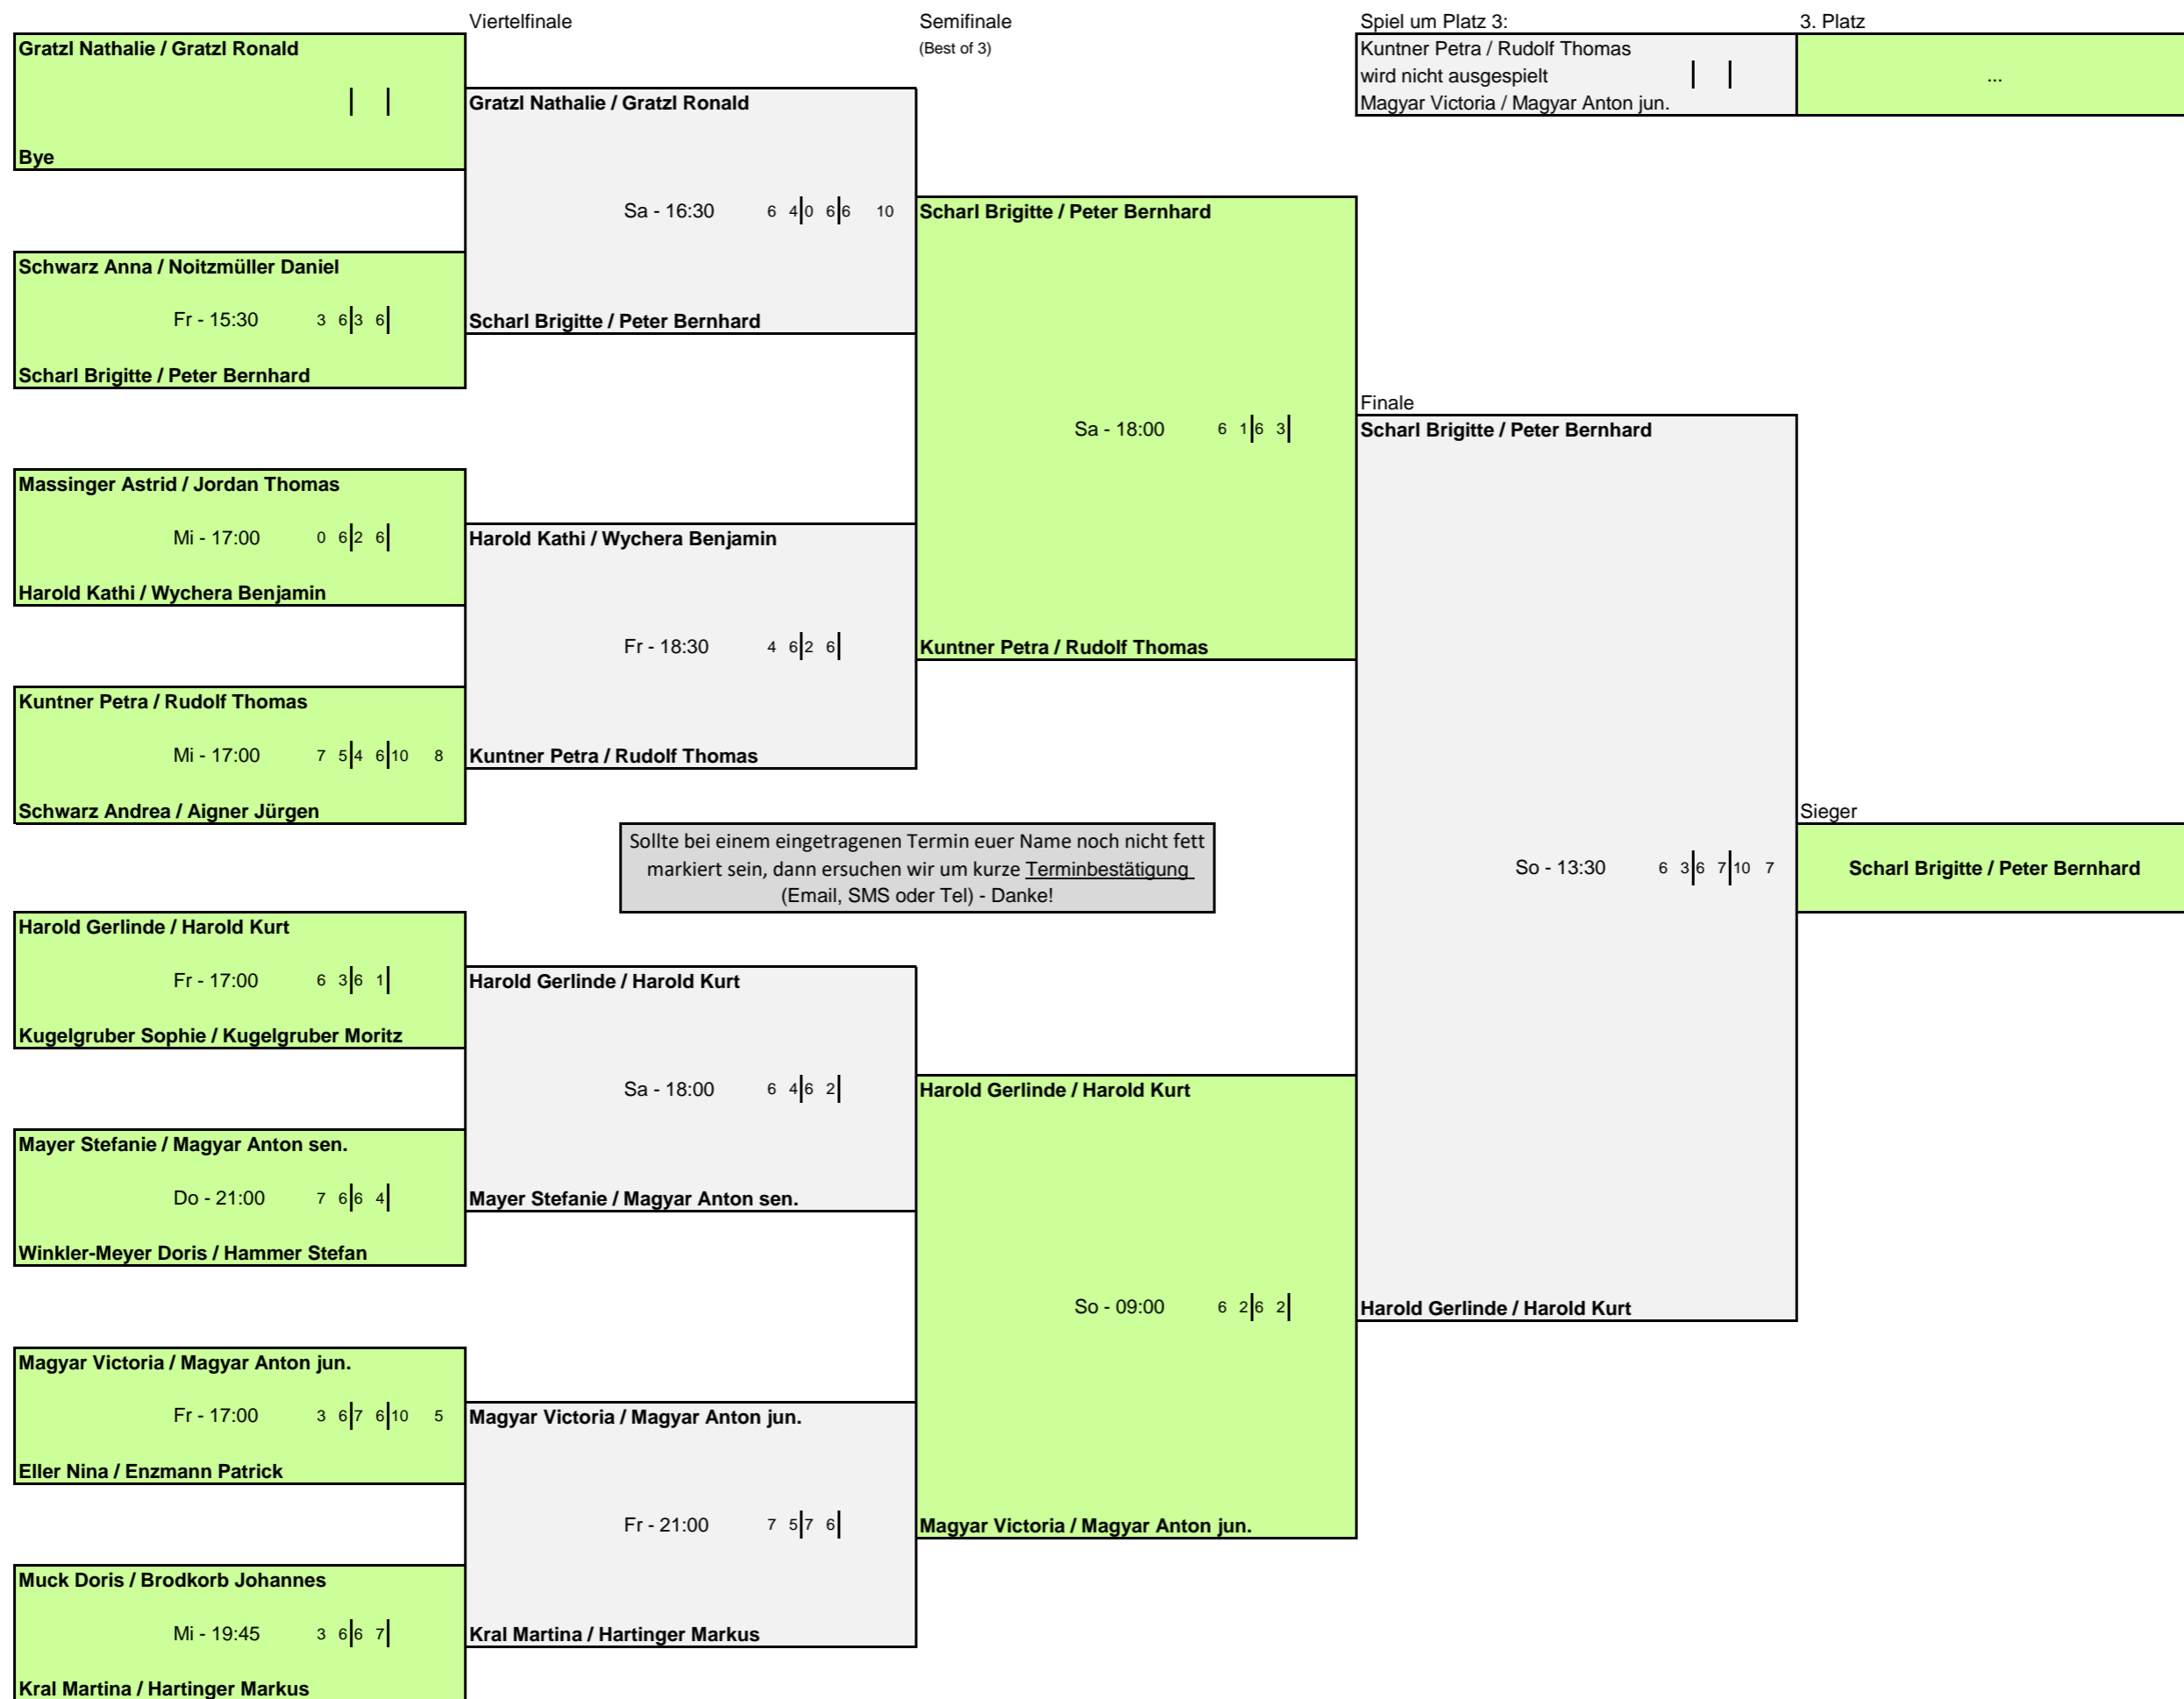 Viertelfinale
Semifinale
(Best of 3)
Spiel um Platz 3:
3. Platz
Gratzl Nathalie / Gratzl Ronald
Bye
Schwarz Anna / Noitzmüller Daniel
Fr - 15:30 3 6 3 6
Scharl Brigitte / Peter Bernhard
Massinger Astrid / Jordan Thomas
Mi - 17:00 0 6 2 6
Harold Kathi / Wychera Benjamin
Kuntner Petra / Rudolf Thomas
Mi - 17:00 7 5 4 6 10 8
Schwarz Andrea / Aigner Jürgen
Harold Gerlinde / Harold Kurt
Fr - 17:00 6 3 6 1
Kugelgruber Sophie / Kugelgruber Moritz
Mayer Stefanie / Magyar Anton sen.
Do - 21:00 7 6 6 4
Winkler-Meyer Doris / Hammer Stefan
Magyar Victoria / Magyar Anton jun.
Fr - 17:00 3 6 7 6 10 5
Eller Nina / Enzmann Patrick
Muck Doris / Brodkorb Johannes
Mi - 19:45 3 6 6 7
Kral Martina / Hartinger Markus
Gratzl Nathalie / Gratzl Ronald
Sa - 16:30 6 4 0 6 6 10
Scharl Brigitte / Peter Bernhard
Harold Kathi / Wychera Benjamin
Fr - 18:30 4 6 2 6
Kuntner Petra / Rudolf Thomas
Sollte bei einem eingetragenen Termin euer Name noch nicht fett
markiert sein, dann ersuchen wir um kurze Terminbestätigung
(Email, SMS oder Tel) - Danke!
Harold Gerlinde / Harold Kurt
Sa - 18:00 6 4 6 2
Mayer Stefanie / Magyar Anton sen.
Magyar Victoria / Magyar Anton jun.
Fr - 21:00 7 5 7 6
Kral Martina / Hartinger Markus
Scharl Brigitte / Peter Bernhard
Sa - 18:00 6 1 6 3
Kuntner Petra / Rudolf Thomas
Harold Gerlinde / Harold Kurt
So - 09:00 6 2 6 2
Magyar Victoria / Magyar Anton jun.
Kuntner Petra / Rudolf Thomas
wird nicht ausgespielt
Magyar Victoria / Magyar Anton jun.
...
Finale
Scharl Brigitte / Peter Bernhard
So - 13:30 6 3 6 7 10 7
Harold Gerlinde / Harold Kurt
Sieger
Scharl Brigitte / Peter Bernhard